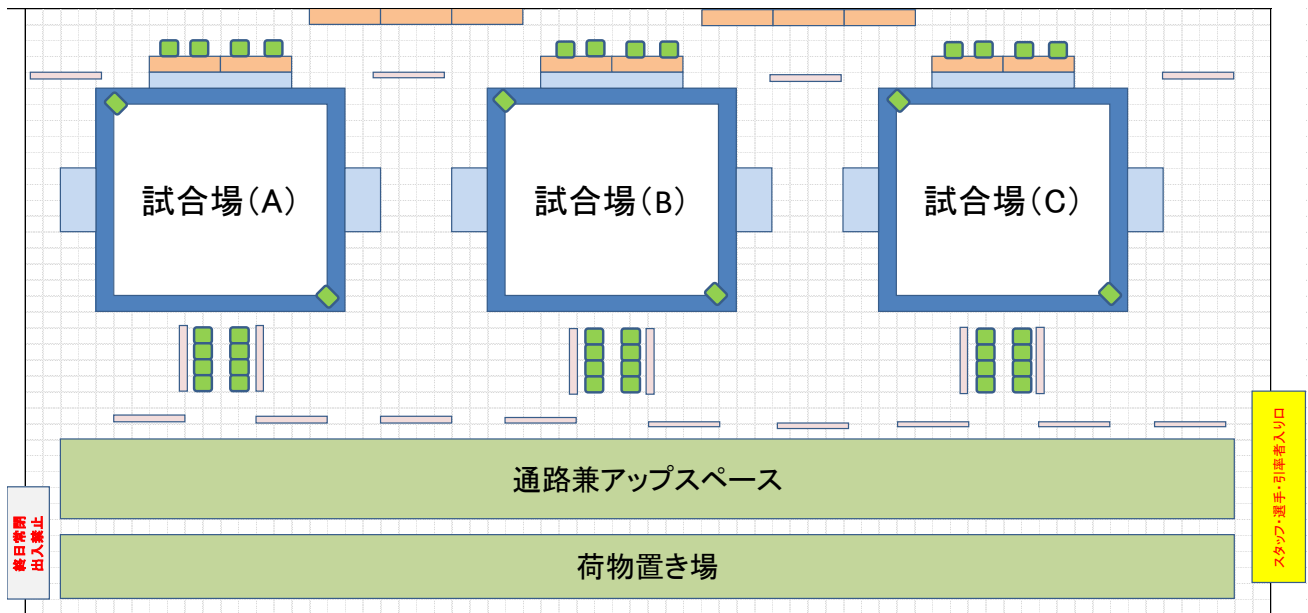 試合場（A）
試合場（B）
試合場（C）
通路兼アップスペース
荷物置き場
終日常閉
出入禁止
スタッフ・選手・引率者入り口